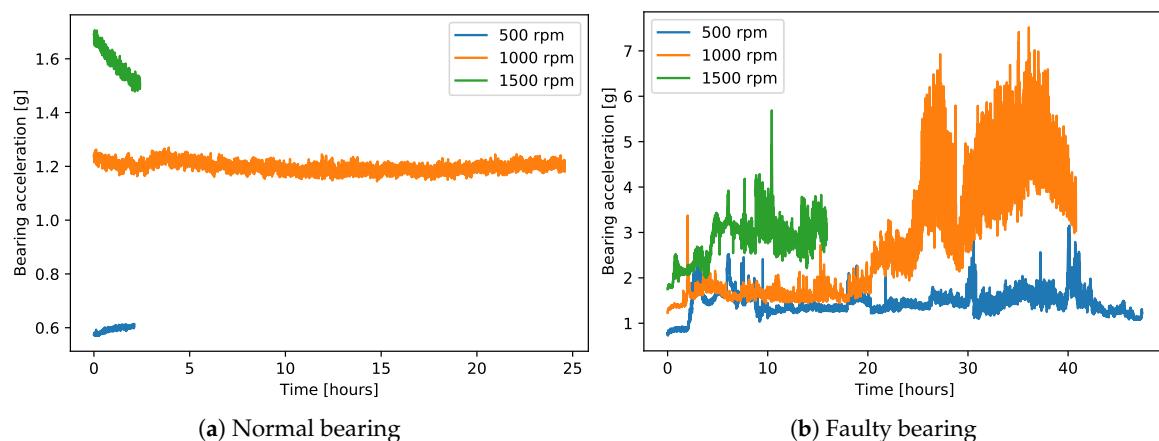 500 rpm
1000 rpm
1500 rpm
Bearing acceleration [g]
1.6
1.4
1.2
1.0
0.8
0.6
0 5 10 15 20 25
Time [hours]
(a) Normal bearing
500 rpm
1000 rpm
1500 rpm
Bearing acceleration [g]
7
6
5
4
3
2
1
0 10 20 30 40
Time [hours]
(b) Faulty bearing